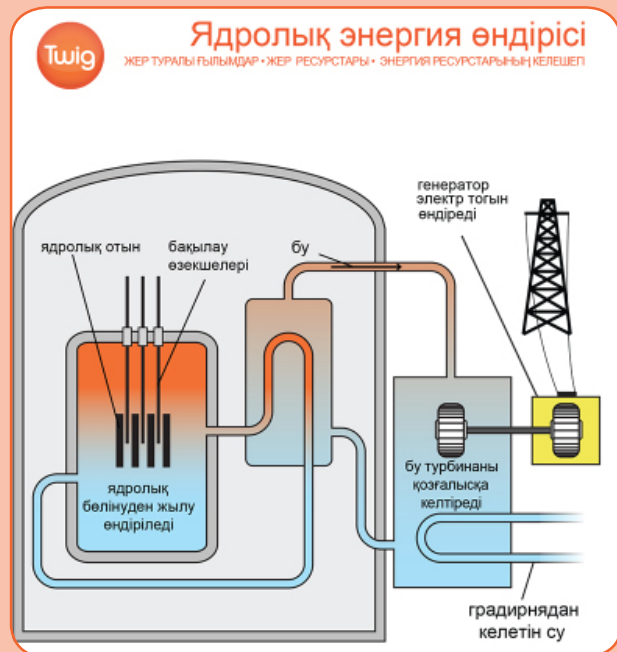 Twig
Ядролық энергия өндірісі
ЖЕР ТУРАЛЫ ҒЫЛЫМДАР • ЖЕР РЕСУРСТАРЫ • ЭНЕРГИЯ РЕСУРСТАРЫНЫҢ КЕЛЕШЕГІ
генератор
электр тогын
өндіреді
ядролық отын
бақылау
өзекшелері
бу
ядролық
бөлінуден жылу
өндіріледі
бу турбинаны
қозғалысқа
келтіреді
градирнядан
келетін су